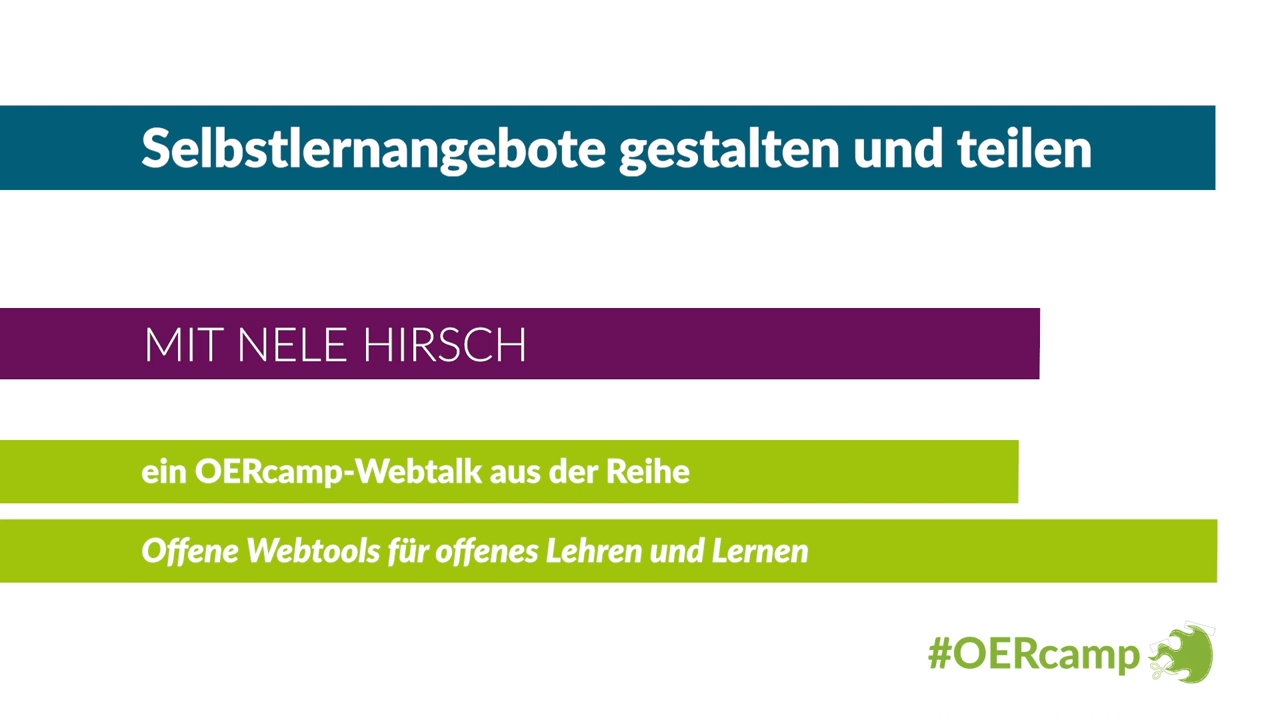 Selbstlernangebote gestalten und teilen
MIT NELE HIRSCH
ein OERcamp-Webtalk aus der Reihe
Offene Webtools für offenes Lehren und Lernen
#OERcamp